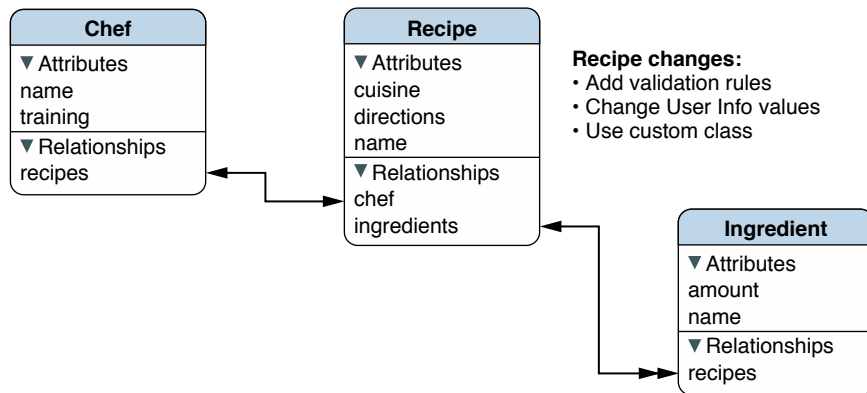 Chef
▼ Attributes
name
training
▼ Relationships
recipes
Recipe
▼ Attributes
cuisine
directions
name
▼ Relationships
chef
ingredients
Recipe changes:
• Add validation rules
• Change User Info values
• Use custom class
Ingredient
▼ Attributes
amount
name
▼ Relationships
recipes